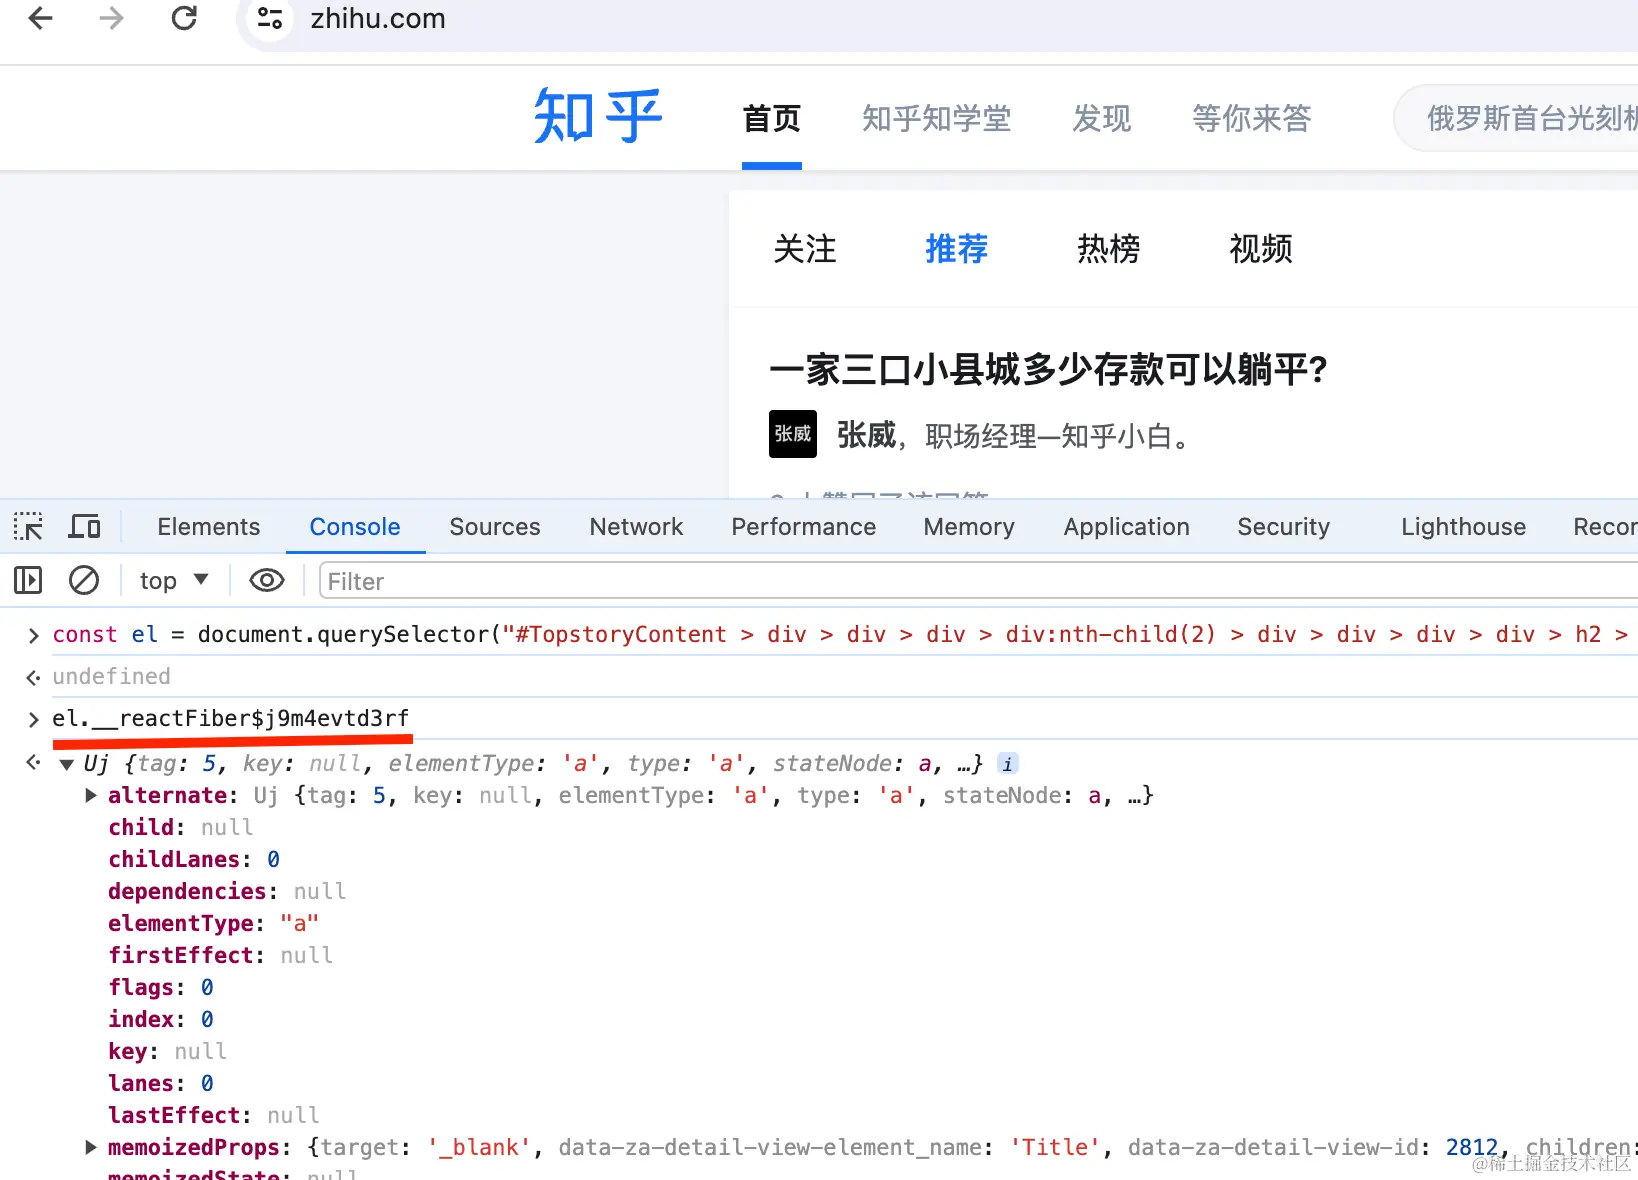 zhihu.com
知乎 首页 知乎知学堂 发现 等你来答 俄罗斯首台光刻机
关注 推荐 热榜 视频
一家三口小县城多少存款可以躺平?
张威 张威，职场经理—知乎小白。
Elements Console Sources Network Performance Memory Application Security Lighthouse Recor
top Filter
const el = document.querySelector("#TopstoryContent > div > div > div > div:nth-child(2) > div > div > div > div > h2 >
undefined
el.__reactFiber$j9m4evtd3rf
Uj {tag: 5, key: null, elementType: 'a', type: 'a', stateNode: a, …} i
alternate: Uj {tag: 5, key: null, elementType: 'a', type: 'a', stateNode: a, …}
child: null
childLanes: 0
dependencies: null
elementType: "a"
firstEffect: null
flags: 0
index: 0
key: null
lanes: 0
lastEffect: null
memoizedProps: {target: '_blank', data-za-detail-view-element_name: 'Title', data-za-detail-view-id: 2812, children:
memoizedState: null
@稀土掘金技术社区